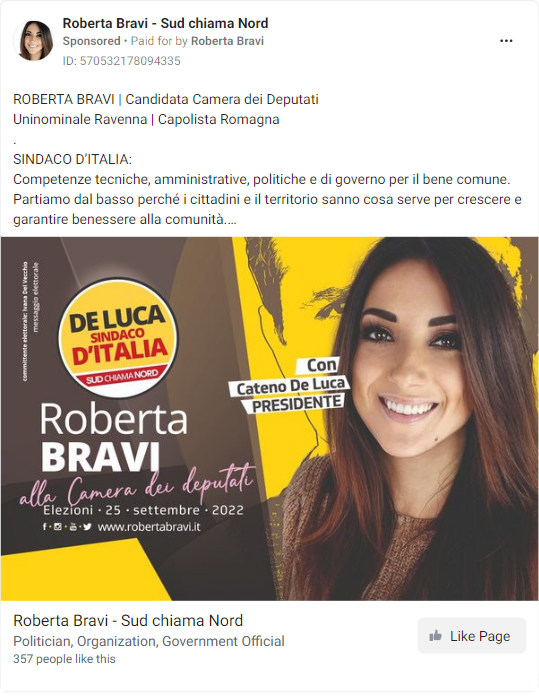 Roberta Bravi - Sud chiama Nord
Sponsored • Paid for by Roberta Bravi
ID: 570532178094335
ROBERTA BRAVI | Candidata Camera dei Deputati
Uninominale Ravenna | Capolista Romagna
.
SINDACO D'ITALIA:
Competenze tecniche, amministrative, politiche e di governo per il bene comune.
Partiamo dal basso perché i cittadini e il territorio sanno cosa serve per crescere e
garantire benessere alla comunità....
committente elettorale: Ivana Del Vecchio
messaggio elettorale
DE LUCA
SINDACO
D'ITALIA
SUD CHIAMA NORD
Con
Cateno De Luca
PRESIDENTE
Roberta
BRAVI
alla Camera dei deputati
Elezioni • 25 • settembre • 2022
www.robertabravi.it
Roberta Bravi - Sud chiama Nord
Politician, Organization, Government Official
357 people like this
Like Page